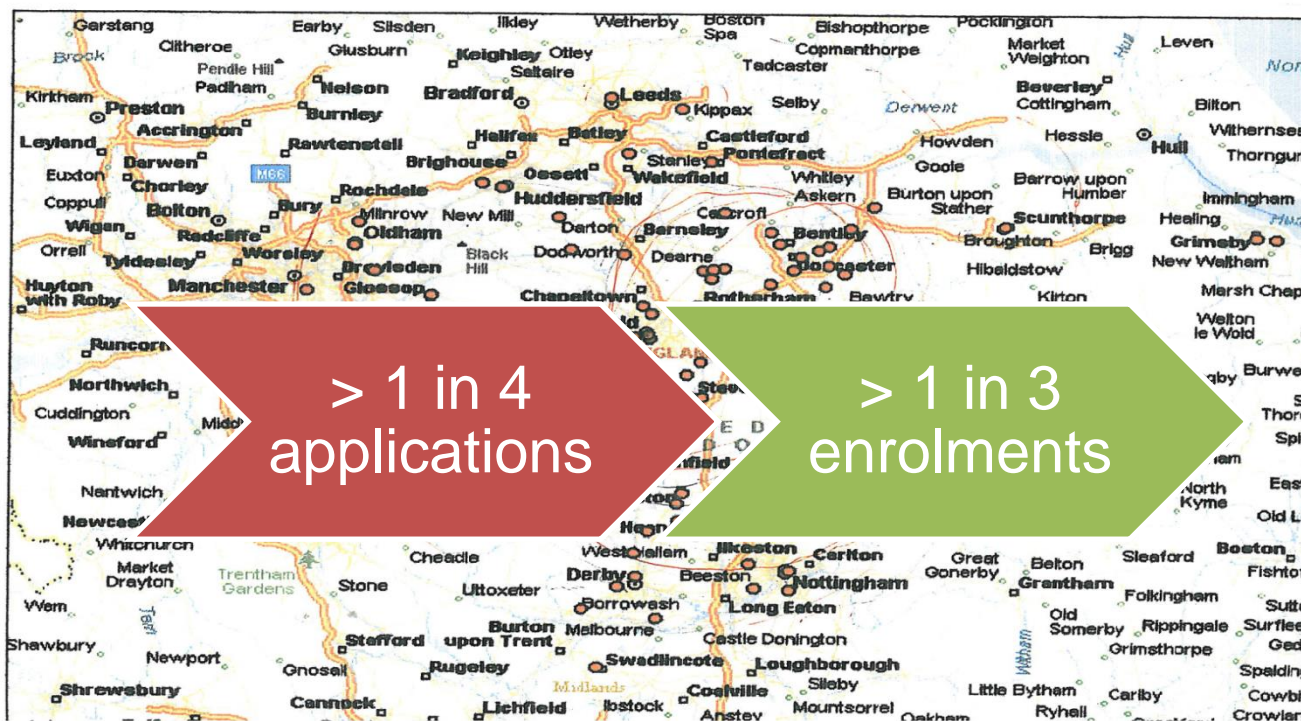 Garstang Earby Silsden Ilkley Wetherby Boston Spa Bishopthorpe Pocklington
Clitheroe Glusburn Keighley Otley Copmanthorpe Market Weighton Hull Leven
Brock Pendle Hill Saltaire Tadcaster
Kirkham Padiham Nelson Bradford Leeds Kippax Selby Derwent Beverley Cottingham Bilton
Preston Burnley
Leyland Accrington Rawtenstall Halifax Batley Castleford Howden Hessle Hull
Darwen Brighouse Stanley Pontefract Goole
Euxton Chorley M66 Ossett Wakefield Whitley Barrow upon Humber
Coppull Bolton Bury Rochdale Huddersfield Askern Burton upon Stather Immingham
Wigan Radcliffe Milnrow New Mill Darton Bentley Scunthorpe Healing
Orrell Oldham Black Hill Barnsley Broughton Brigg Grimsby
Tyldesley Worsley Dodworth Dearne Doncaster Hibaldstow New Waltham
Huyton with Roby Manchester Glossop Chapeltown Rotherham Bawtry Kirton
Runcorn Welton le Wold
> 1 in 4
applications
> 1 in 3
enrolments
Northwich
Cuddington
Winsford
Nantwich North Kyme
Whitchurch Cheadle West Hallam Ilkeston Carlton Great Gonerby Belton Sleaford Boston
Market Drayton Trentham Gardens Stone Uttoxeter Derby Beeston Nottingham Grantham
Wem Borrowash Long Eaton Folkingham
Shawbury Stafford Burton upon Trent Melbourne Castle Donington Old Somerby Rippingale
Newport Gnosall Rugeley Swadlincote Loughborough Witham Grimsthorpe
Shrewsbury Cannock Lichfield Midlands Ibstock Coalville Sileby Mountsorrel Little Bytham Carlby
Anstey Oakham Ryhall